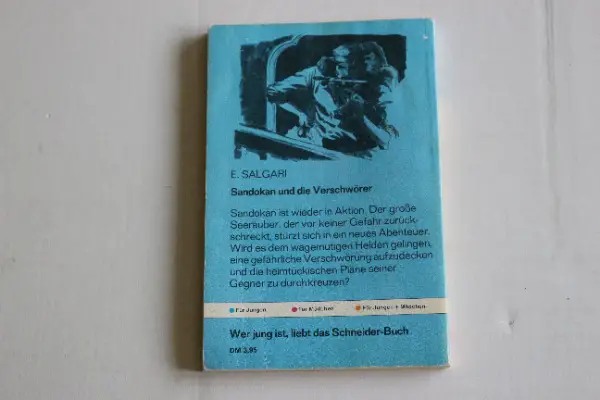 E. SALGARI
Sandokan und die Verschwörer
Sandokan ist wieder in Aktion. Der große
Seeräuber, der vor keiner Gefahr zurück-
schreckt, stürzt sich in ein neues Abenteuer.
Wird es dem wagemutigen Helden gelingen,
eine gefährliche Verschwörung aufzudecken
und die heimtückischen Pläne seiner
Gegner zu durchkreuzen?
Für Jungen Für Mädchen Für Jungen + Mädchen
Wer jung ist, liebt das Schneider-Buch
DM 3,95